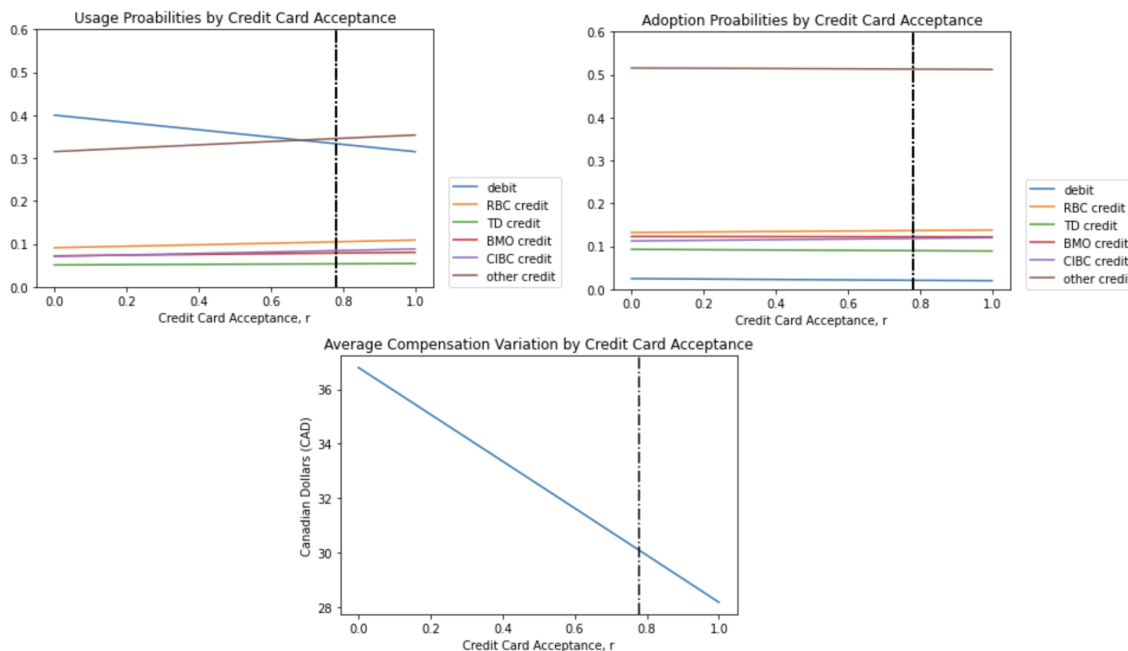 Usage Proabilities by Credit Card Acceptance
0.6
0.5
0.4
0.3
0.2
0.1
0.0
0.0 0.2 0.4 0.6 0.8 1.0
Credit Card Acceptance, r
debit
RBC credit
TD credit
BMO credit
CIBC credit
other credit
Adoption Proabilities by Credit Card Acceptance
0.6
0.5
0.4
0.3
0.2
0.1
0.0
0.0 0.2 0.4 0.6 0.8 1.0
Credit Card Acceptance, r
debit
RBC credit
TD credit
BMO credit
CIBC credit
other credit
Average Compensation Variation by Credit Card Acceptance
Canadian Dollars (CAD)
36
34
32
30
28
0.0 0.2 0.4 0.6 0.8 1.0
Credit Card Acceptance, r